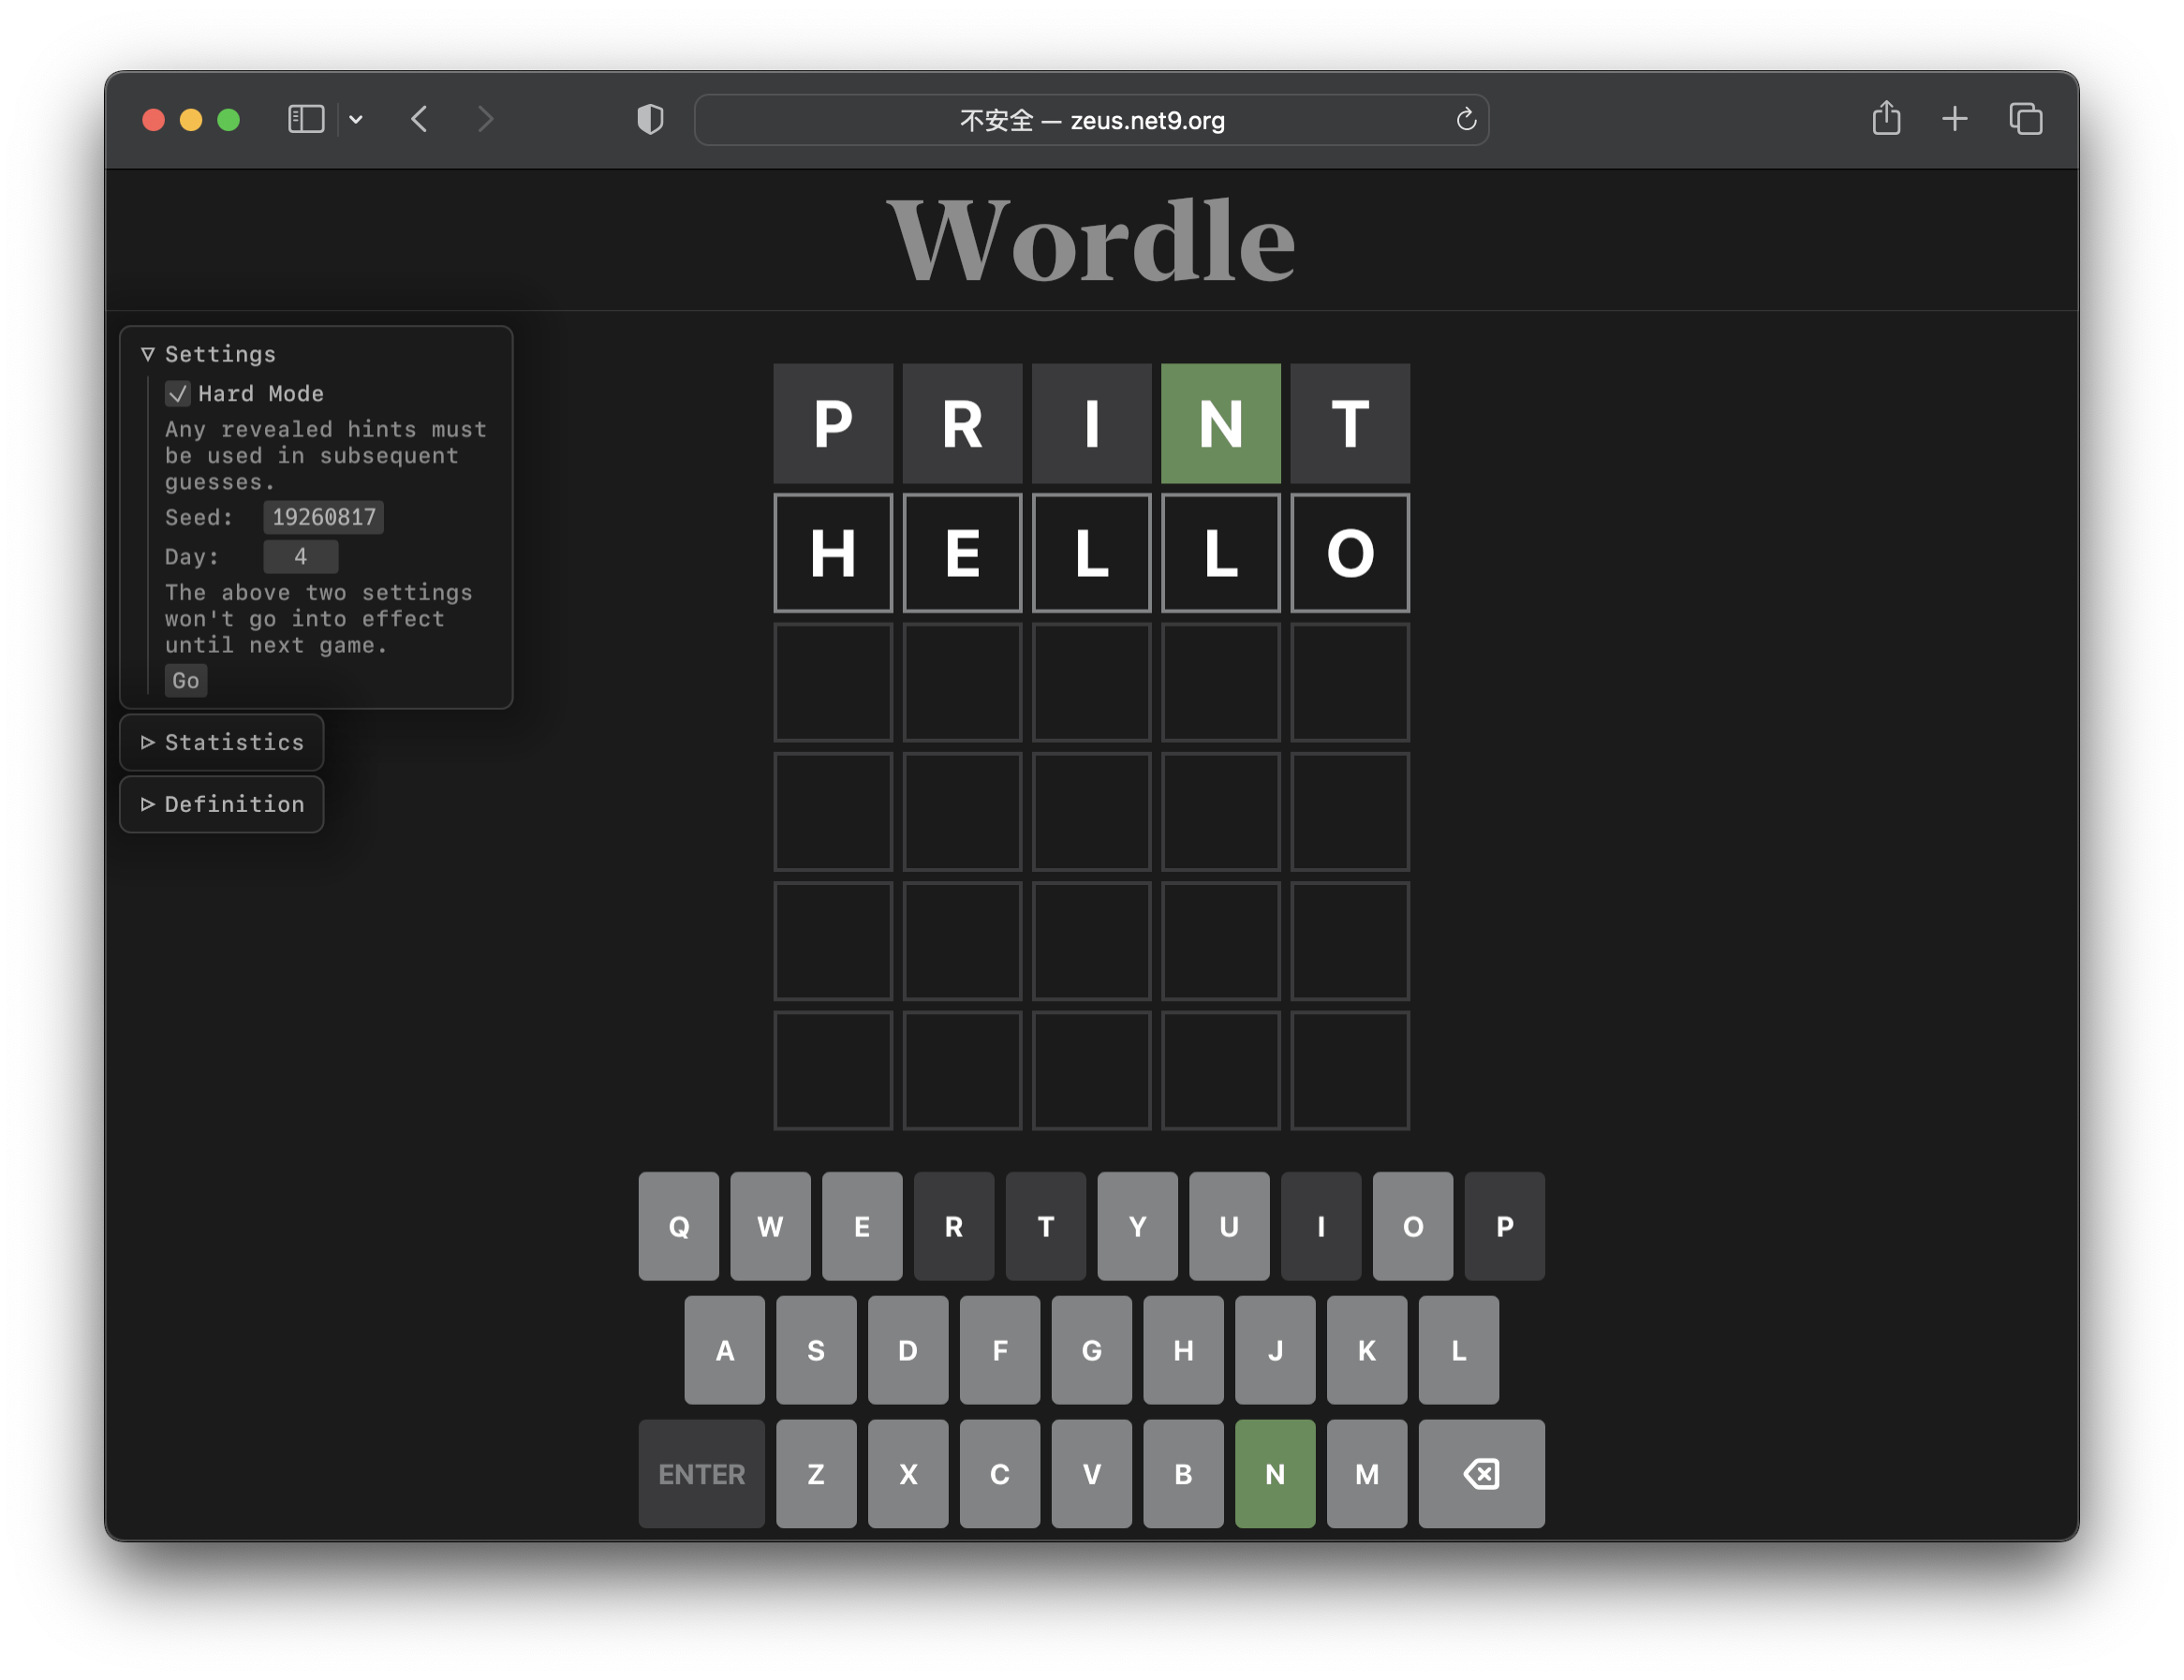 不安全 — zeus.net9.org
Wordle
Settings
Hard Mode
Any revealed hints must
be used in subsequent
guesses.
Seed: 19260817
Day: 4
The above two settings
won't go into effect
until next game.
Go
Statistics
Definition
P R I N T
H E L L O
Q W E R T Y U I O P
A S D F G H J K L
ENTER Z X C V B N M